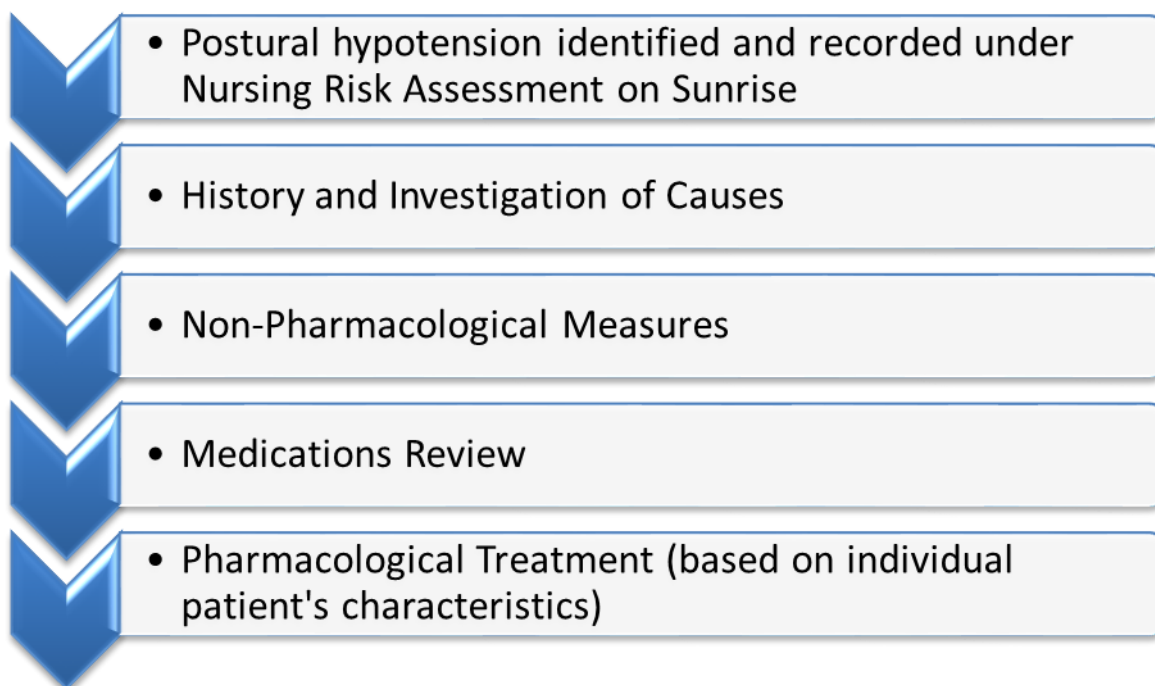 • Postural hypotension identified and recorded under
Nursing Risk Assessment on Sunrise
• History and Investigation of Causes
• Non-Pharmacological Measures
• Medications Review
• Pharmacological Treatment (based on individual
patient's characteristics)